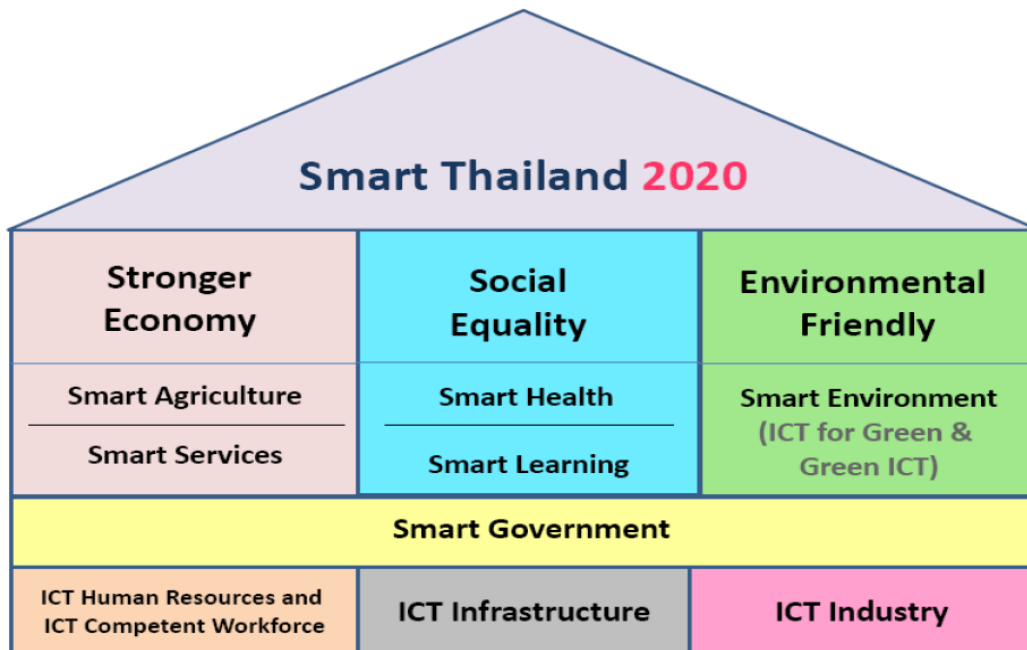 Smart Thailand 2020
Stronger
Economy
Social
Equality
Environmental
Friendly
Smart Agriculture
Smart Services
Smart Health
Smart Learning
Smart Environment
(ICT for Green &
Green ICT)
Smart Government
ICT Human Resources and
ICT Competent Workforce
ICT Infrastructure
ICT Industry